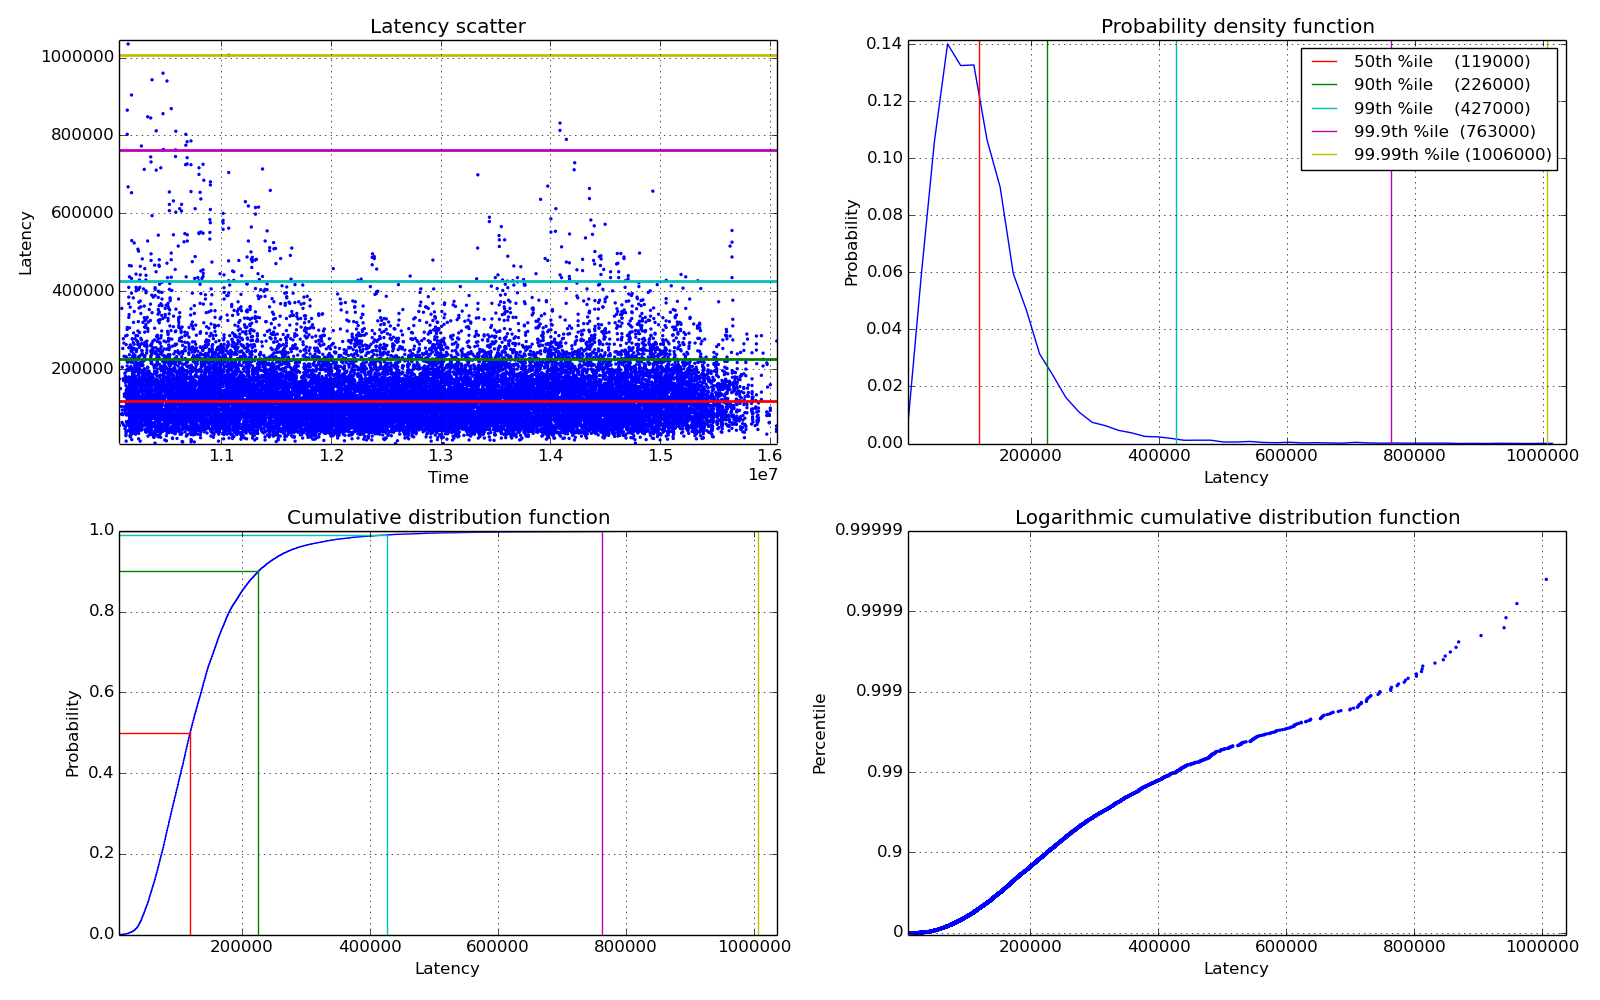 Latency scatter
1000000
800000
600000
400000
200000
Latency
1.1 1.2 1.3 1.4 1.5 1.6
1e7
Time
Probability density function
0.14
0.12
0.10
0.08
0.06
0.04
0.02
0.00
Probability
50th %ile (119000)
90th %ile (226000)
99th %ile (427000)
99.9th %ile (763000)
99.99th %ile (1006000)
200000 400000 600000 800000 1000000
Latency
Cumulative distribution function
1.0
0.8
0.6
0.4
0.2
0.0
Probability
200000 400000 600000 800000 1000000
Latency
Logarithmic cumulative distribution function
0.99999
0.9999
0.999
0.99
0.9
0
Percentile
200000 400000 600000 800000 1000000
Latency